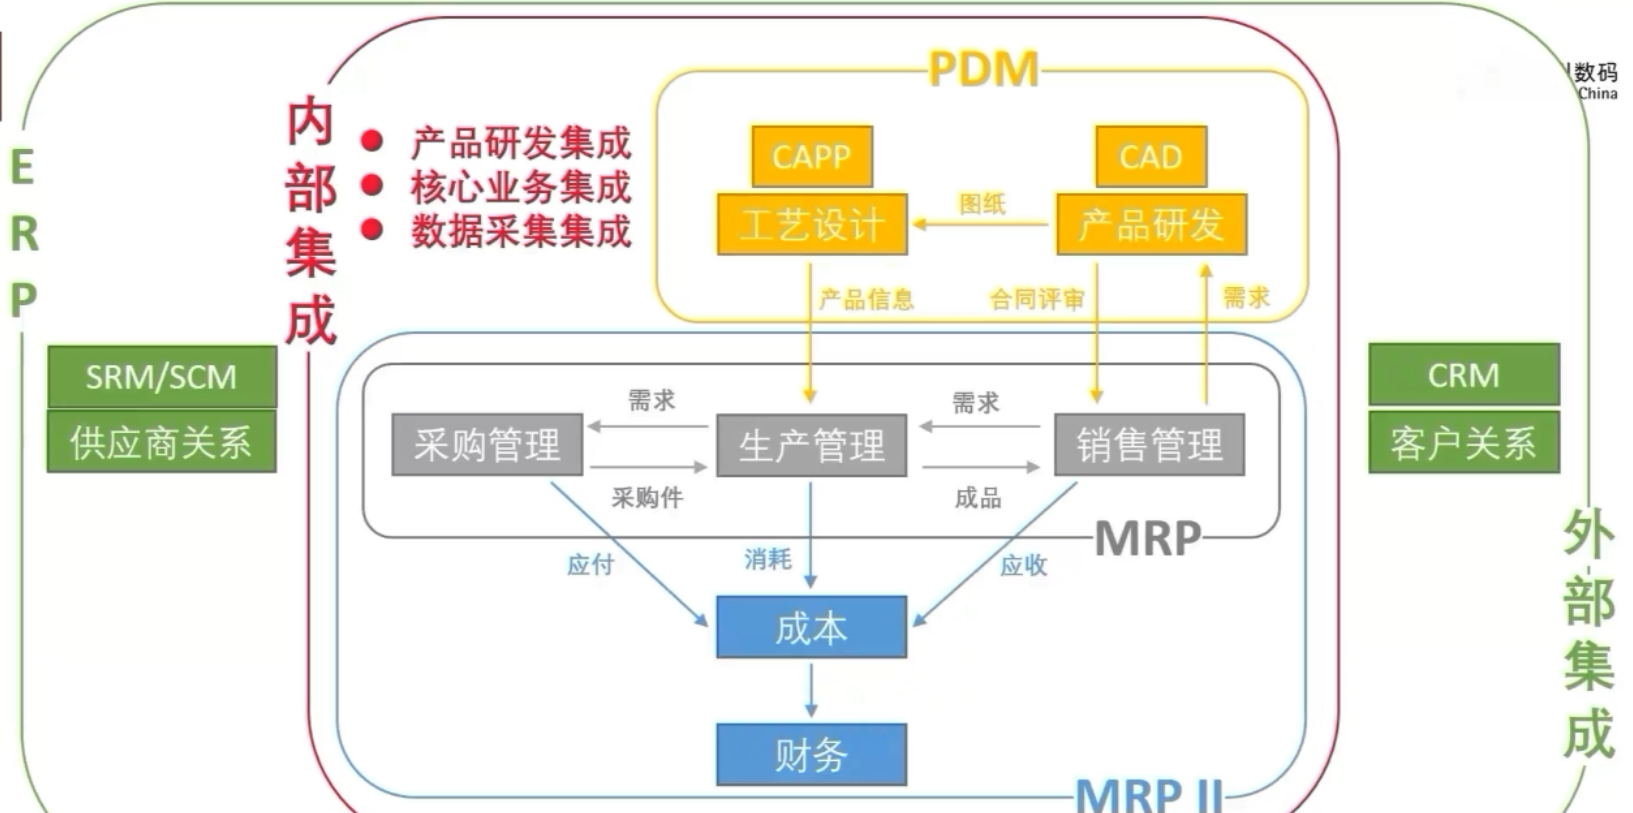 PDM
数码
China
ERP
内部集成
产品研发集成
核心业务集成
数据采集集成
CAPP
CAD
工艺设计
图纸
产品研发
产品信息
合同评审
需求
SRM/SCM
供应商关系
CRM
客户关系
需求
需求
采购管理
生产管理
销售管理
采购件
成品
MRP
应付
消耗
应收
外部集成
成本
财务
MRP II